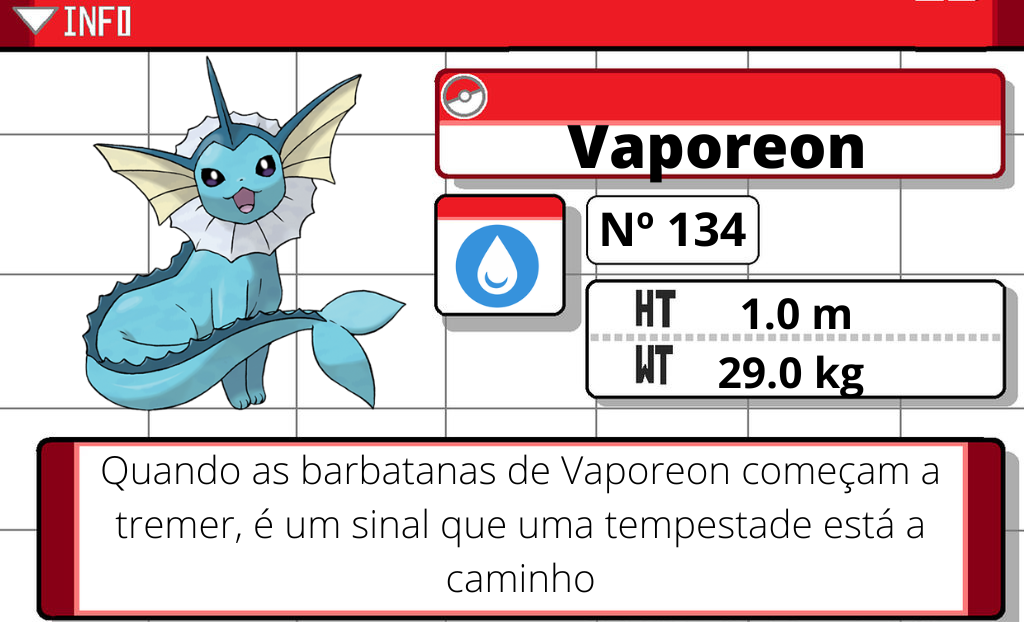 INFO
Vaporeon
Nº 134
HT 1.0 m
WT 29.0 kg
Quando as barbatanas de Vaporeon começam a
tremer, é um sinal que uma tempestade está a
caminho